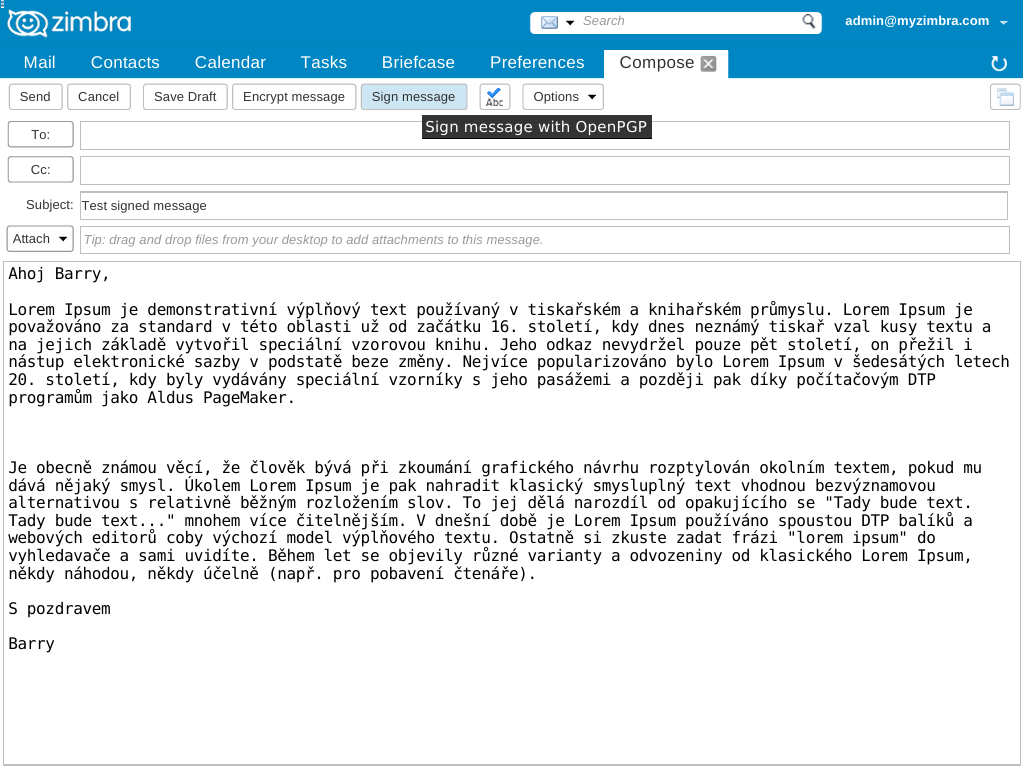 zimbra
Search
admin@myzimbra.com
Mail Contacts Calendar Tasks Briefcase Preferences Compose
Send Cancel Save Draft Encrypt message Sign message Abc Options
Sign message with OpenPGP
To:
Cc:
Subject: Test signed message
Attach Tip: drag and drop files from your desktop to add attachments to this message.
Ahoj Barry,
Lorem Ipsum je demonstrativní výplňový text používaný v tiskařském a knihařském průmyslu. Lorem Ipsum je
považováno za standard v této oblasti už od začátku 16. století, kdy dnes neznámý tiskař vzal kusy textu a
na jejich základě vytvořil speciální vzorovou knihu. Jeho odkaz nevydržel pouze pět století, on přežil i
nástup elektronické sazby v podstatě beze změny. Nejvíce popularizováno bylo Lorem Ipsum v šedesátých letech
20. století, kdy byly vydávány speciální vzorníky s jeho pasážemi a později pak díky počítačovým DTP
programům jako Aldus PageMaker.
Je obecně známou věcí, že člověk bývá při zkoumání grafického návrhu rozptylován okolním textem, pokud mu
dává nějaký smysl. Úkolem Lorem Ipsum je pak nahradit klasický smysluplný text vhodnou bezvýznamovou
alternativou s relativně běžným rozložením slov. To jej dělá narozdíl od opakujícího se "Tady bude text.
Tady bude text..." mnohem více čitelnějším. V dnešní době je Lorem Ipsum používáno spoustou DTP balíků a
webových editorů coby výchozí model výplňového textu. Ostatně si zkuste zadat frázi "lorem ipsum" do
vyhledavače a sami uvidíte. Během let se objevily různé varianty a odvozeniny od klasického Lorem Ipsum,
někdy náhodou, někdy účelně (např. pro pobavení čtenáře).
S pozdravem
Barry